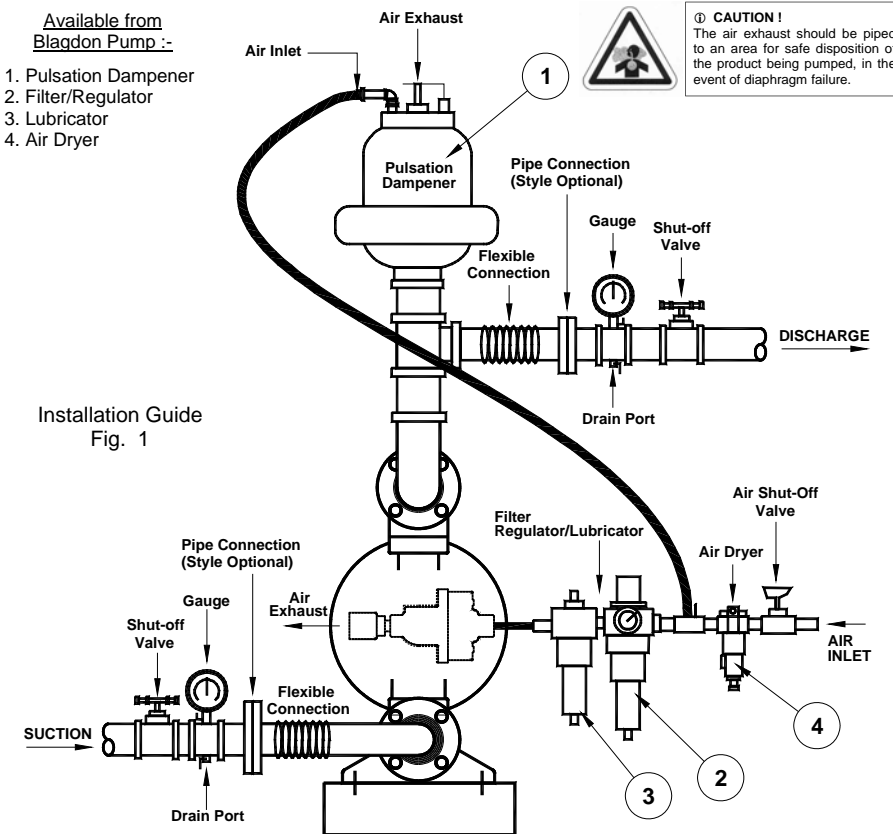 Available from
Blagdon Pump :-
1. Pulsation Dampener
2. Filter/Regulator
3. Lubricator
4. Air Dryer
Air Exhaust
Air Inlet
1
ⓘ CAUTION !
The air exhaust should be piped
to an area for safe disposition of
the product being pumped, in the
event of diaphragm failure.
Pulsation
Dampener
Pipe Connection
(Style Optional)
Gauge
Shut-off
Valve
Flexible
Connection
DISCHARGE
Drain Port
Installation Guide
Fig. 1
Air Shut-Off
Valve
Filter
Regulator/Lubricator
Air Dryer
Pipe Connection
(Style Optional)
Air
Exhaust
Gauge
Shut-off
Valve
AIR
INLET
Flexible
Connection
SUCTION
4
2
3
Drain Port